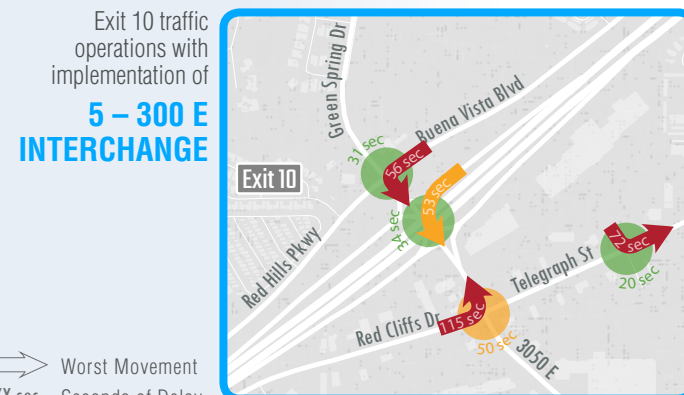 Exit 10 traffic
operations with
implementation of
5 – 300 E
INTERCHANGE
Green Spring Dr
Buena Vista Blvd
31 sec
56 sec
Exit 10
53 sec
34 sec
Red Hills Pkwy
72 sec
Telegraph St
20 sec
Red Cliffs Dr
115 sec
50 sec
3050 E
Worst Movement
sec Seconds of Delay